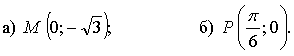 а) M(0; -√3);   б) P(π/6; 0).